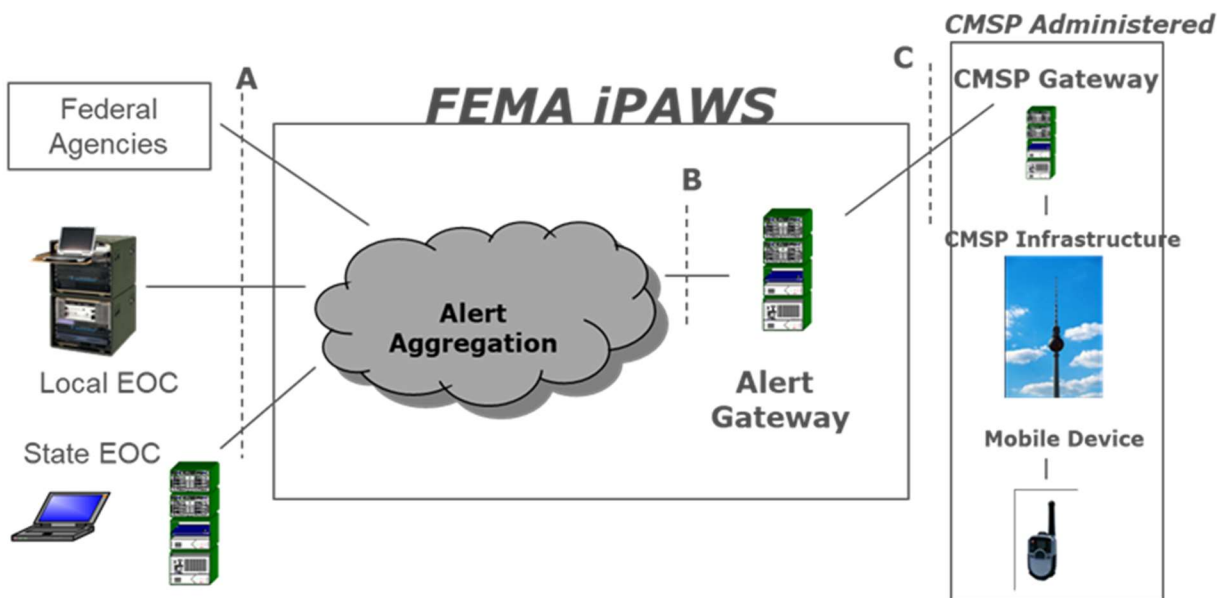 CMSP Administered
A
C
CMSP Gateway
FEMA iPAWS
Federal
Agencies
B
CMSP Infrastructure
Alert
Aggregation
Local EOC
Alert
Gateway
State EOC
Mobile Device